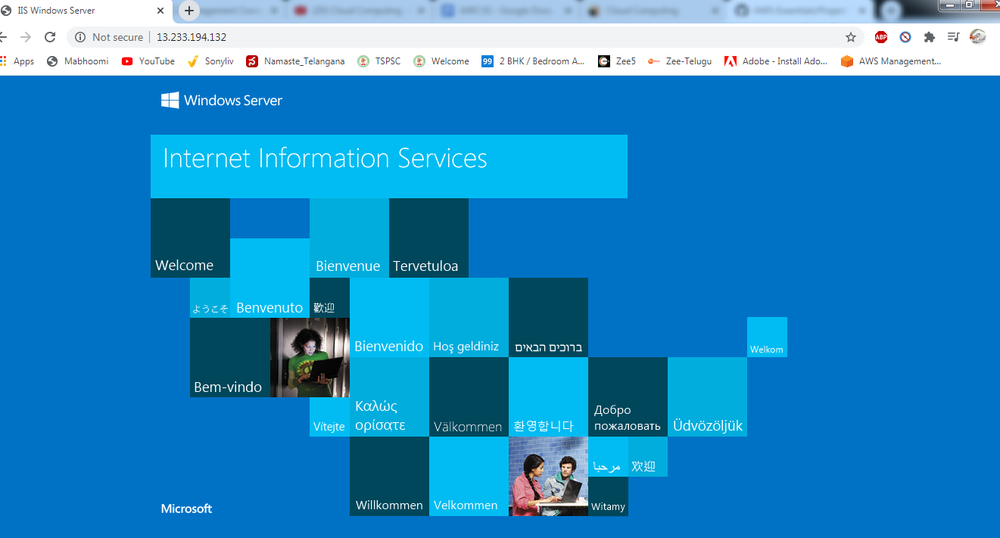 IIS Windows Server
Not secure
13.233.194.132
ABP
Apps
Mabhoomi
YouTube
Sonyliv
Namaste_Telangana
TSPSC
Welcome
99
2 BHK / Bedroom A...
Zee5
Zee-Telugu
Adobe - Install Ado...
AWS Management...
Windows Server
Internet Information Services
Welcome
Bienvenue
Tervetuloa
ようこそ
Benvenuto
歡迎
Bienvenido
Hoş geldiniz
ברוכים הבאים
Welkom
Bem-vindo
Vítejte
Καλώς
ορίσατε
Välkommen
환영합니다
Добро
пожаловать
Üdvözöljük
مرحبا
欢迎
Microsoft
Willkommen
Velkommen
Witamy